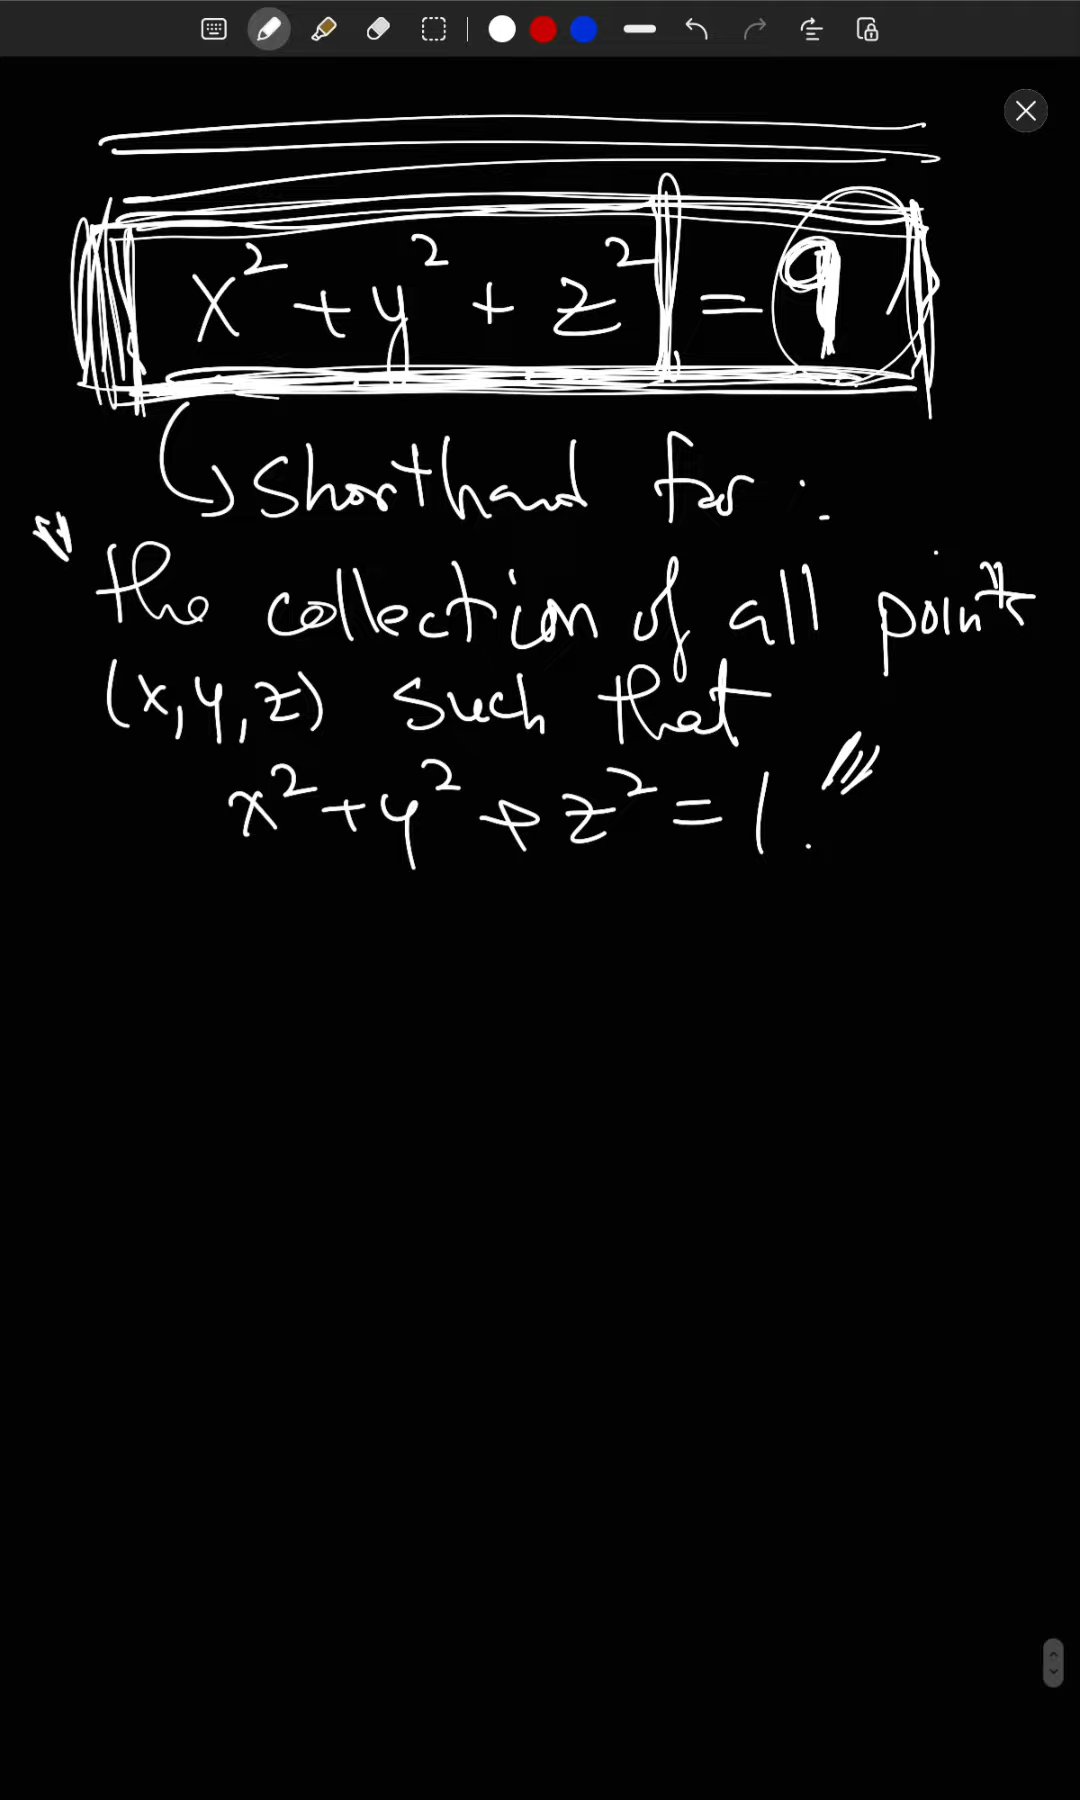 x² + y² + z² = 9
Shorthand for :
"the collection of all points
(x, y, z) such that
x² + y² + z² = 1."